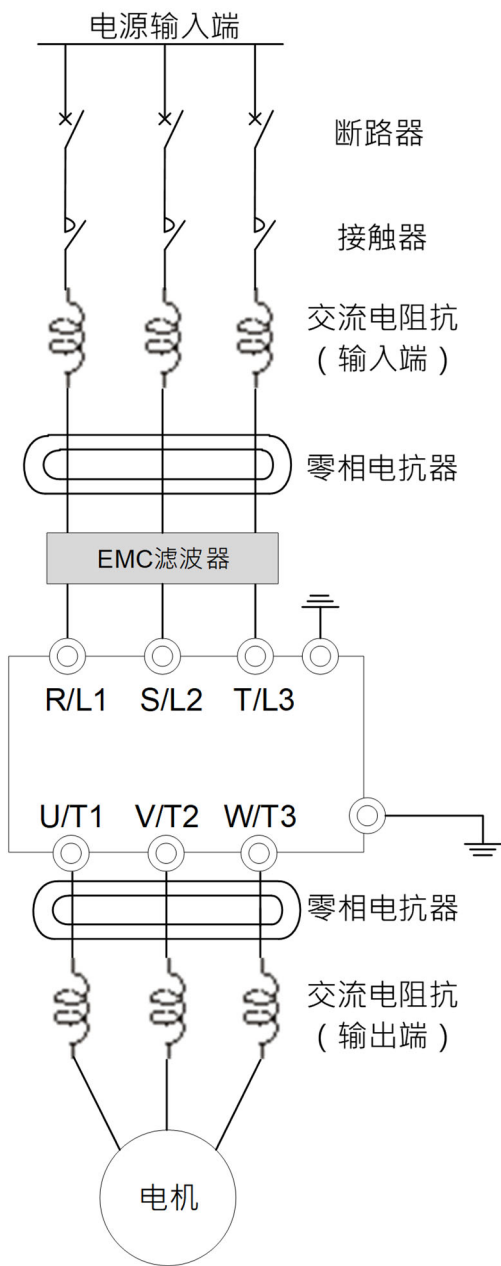 电源输入端
断路器
接触器
交流电阻抗
（输入端）
零相电抗器
EMC滤波器
R/L1 S/L2 T/L3
U/T1 V/T2 W/T3
零相电抗器
交流电阻抗
（输出端）
电机